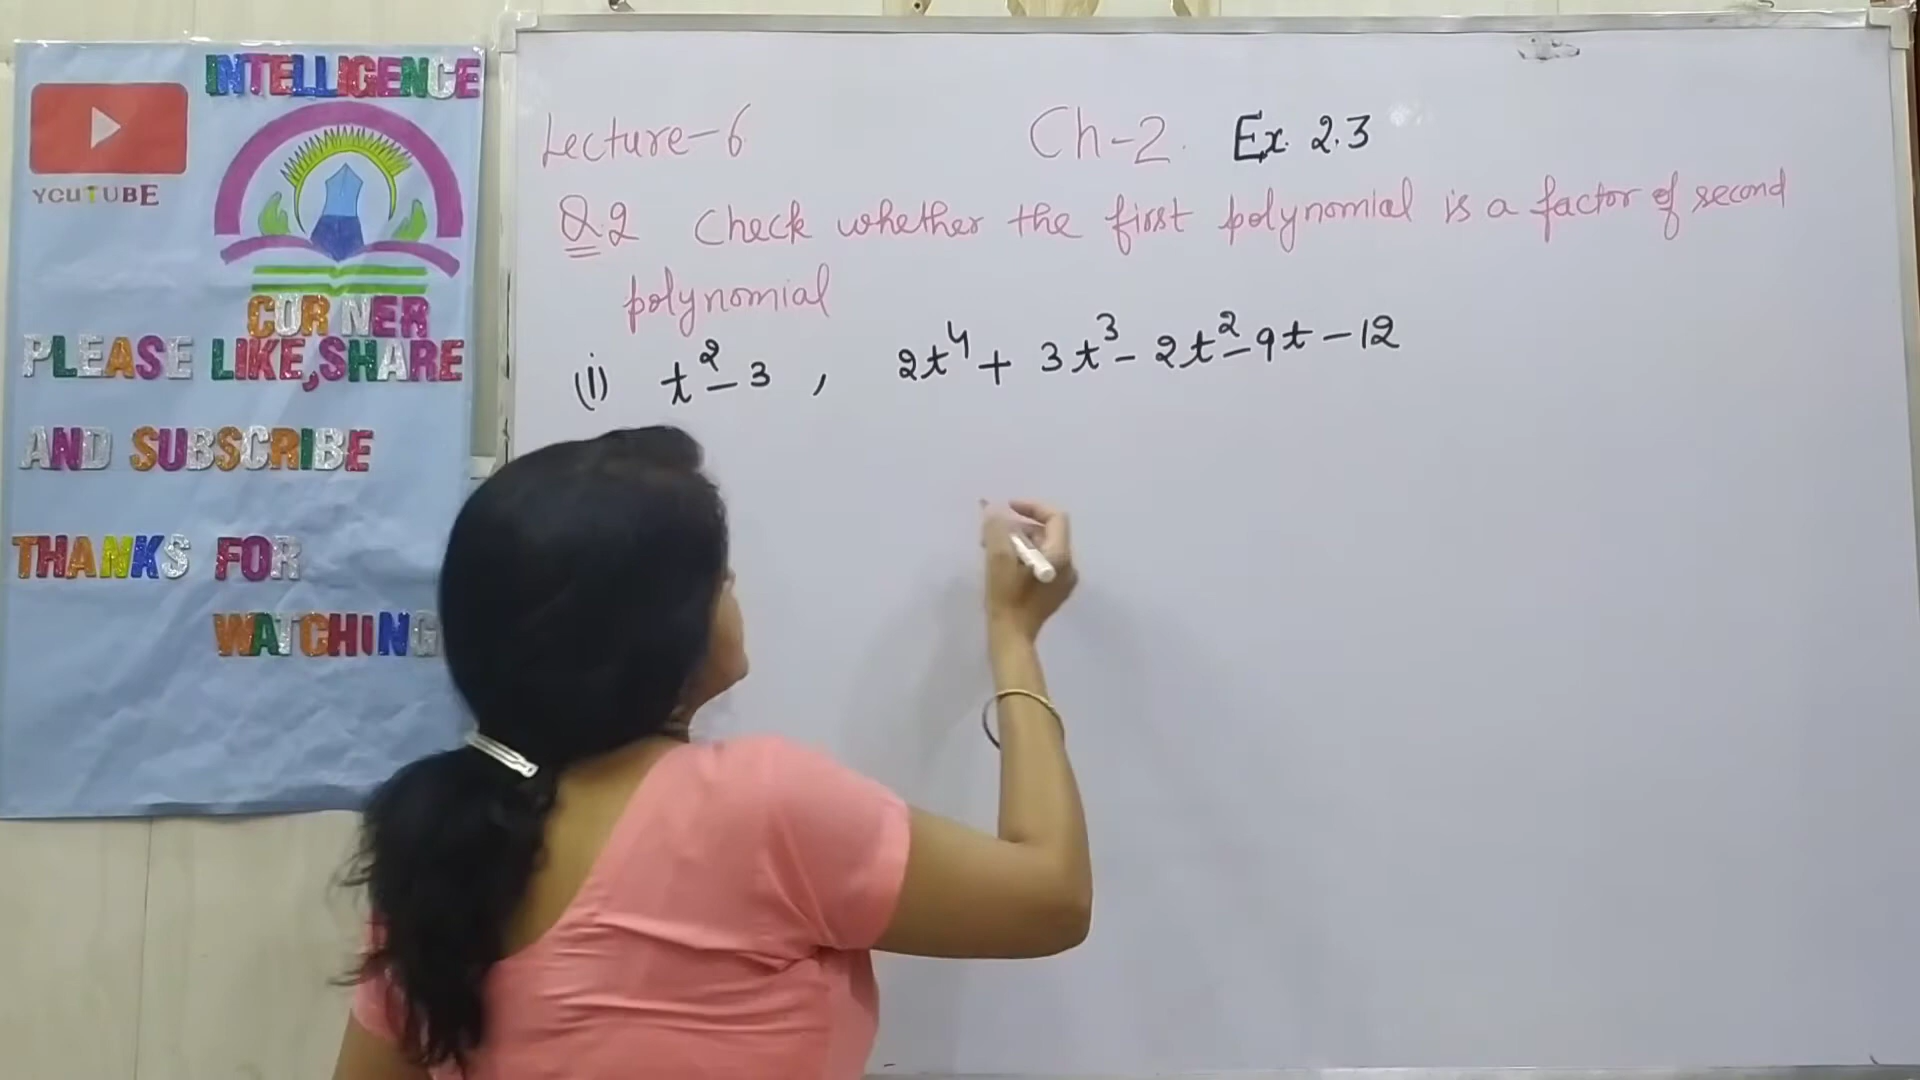 INTELLIGENCE
YOUTUBE
CORNER
PLEASE LIKE,SHARE
AND SUBSCRIBE
THANKS FOR
WATCHING
Lecture-6 Ch-2. Ex. 2.3
Q2 Check whether the first polynomial is a factor of second
polynomial
(i) t²-3 , 2t⁴+ 3t³- 2t²-9t-12